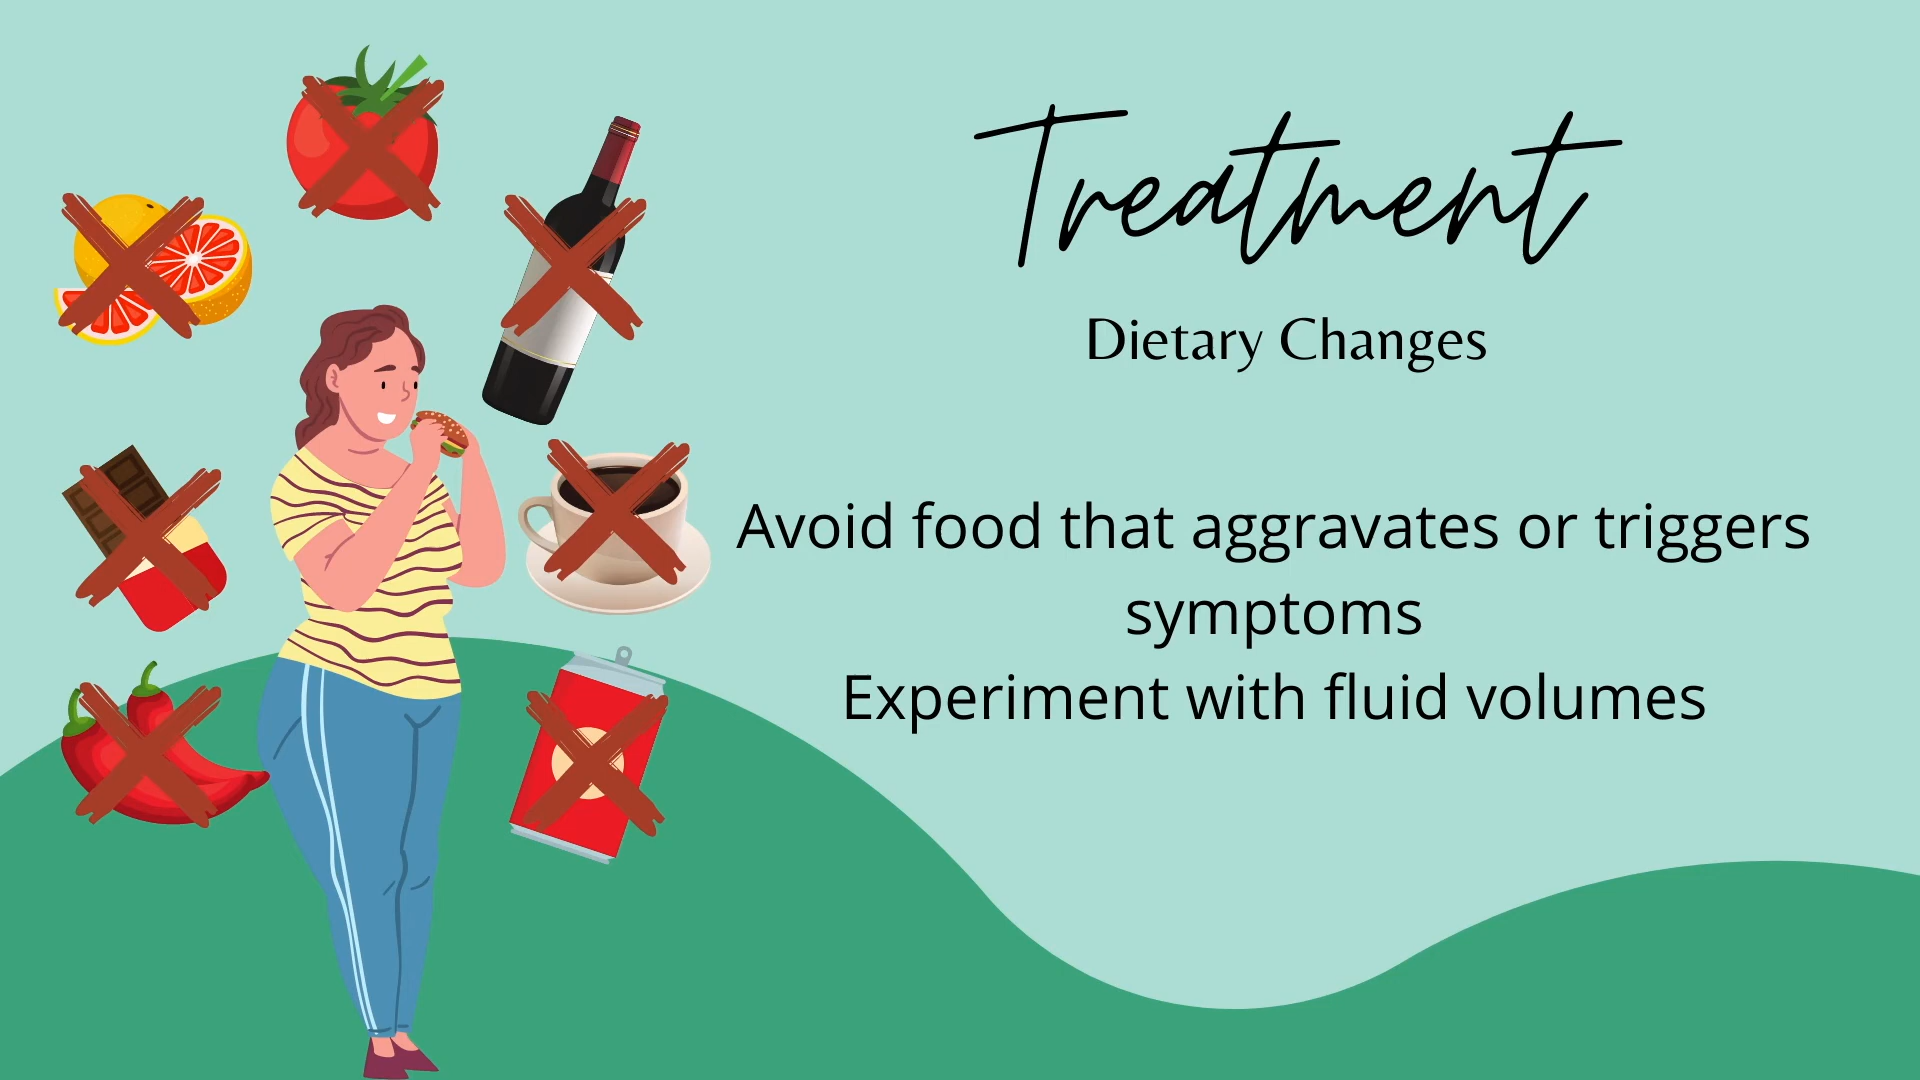 Treatment
Dietary Changes
Avoid food that aggravates or triggers
symptoms
Experiment with fluid volumes